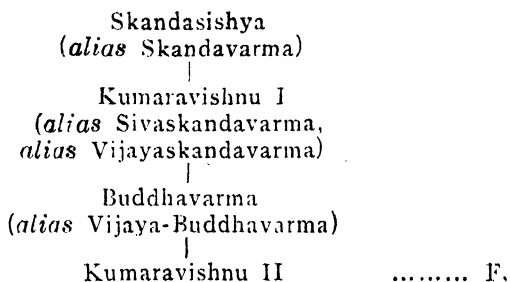 Skandasishya
(alias Skandavarma)
Kumaravishnu I
(alias Sivaskandavarma,
alias Vijayaskandavarma)
Buddhavarma
(alias Vijaya-Buddhavarma)
Kumaravishnu II ......... F.